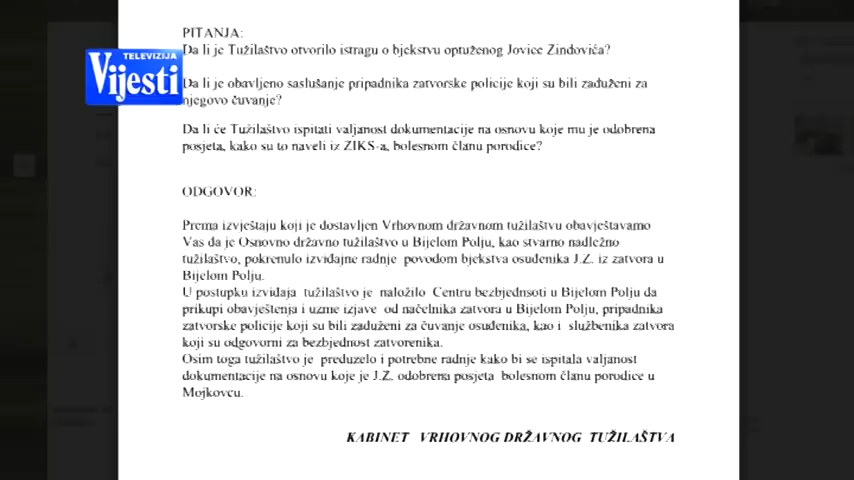 TELEVIZIJA
Vijesti
PITANJA:
Da li je Tužilaštvo otvorilo istragu o bjekstvu optuženog Jovice Zindovića?
Da li je obavljeno saslušanje pripadnika zatvorske policije koji su bili zaduženi za
njegovo čuvanje?
Da li će Tužilaštvo ispitati valjanost dokumentacije na osnovu koje mu je odobrena
posjeta, kako su to naveli iz ZIKS-a, bolesnom članu porodice?
ODGOVOR:
Prema izvještaju koji je dostavljen Vrhovnom državnom tužilaštvu obavještavamo
Vas da je Osnovno državno tužilaštvo u Bijelom Polju, kao stvarno nadležno
tužilaštvo, pokrenulo izviđajne radnje povodom bjekstva osuđenika J.Z. iz zatvora u
Bijelom Polju.
U postupku izviđaja tužilaštvo je naložilo Centru bezbjednsoti u Bijelom Polju da
prikupi obavještenja i uzme izjave od načelnika zatvora u Bijelom Polju, pripadnika
zatvorske policije koji su bili zaduženi za čuvanje osuđenika, kao i službenika zatvora
koji su odgovorni za bezbjednost zatvorenika.
Osim toga tužilaštvo je preduzelo i potrebne radnje kako bi se ispitala valjanost
dokumentacije na osnovu koje je J.Z. odobrena posjeta bolesnom članu porodice u
Mojkovcu.
KABINET VRHOVNOG DRŽAVNOG TUŽILAŠTVA